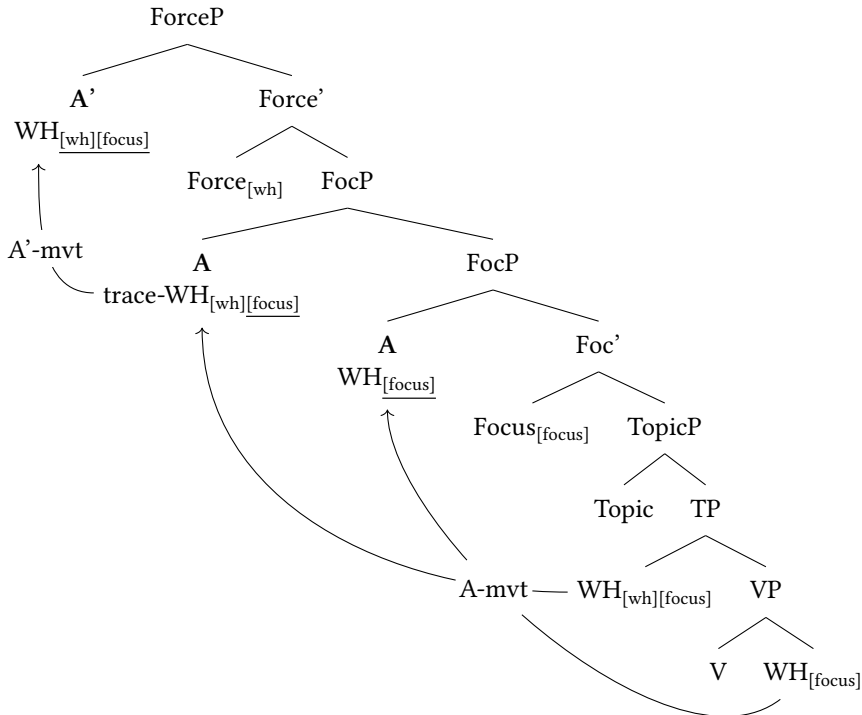 ForceP
A’ Force’
WH[wh][focus]
Force[wh] FocP
A’-mvt
A FocP
trace-WH[wh][focus]
A Foc’
WH[focus]
Focus[focus] TopicP
Topic TP
A-mvt WH[wh][focus] VP
V WH[focus]